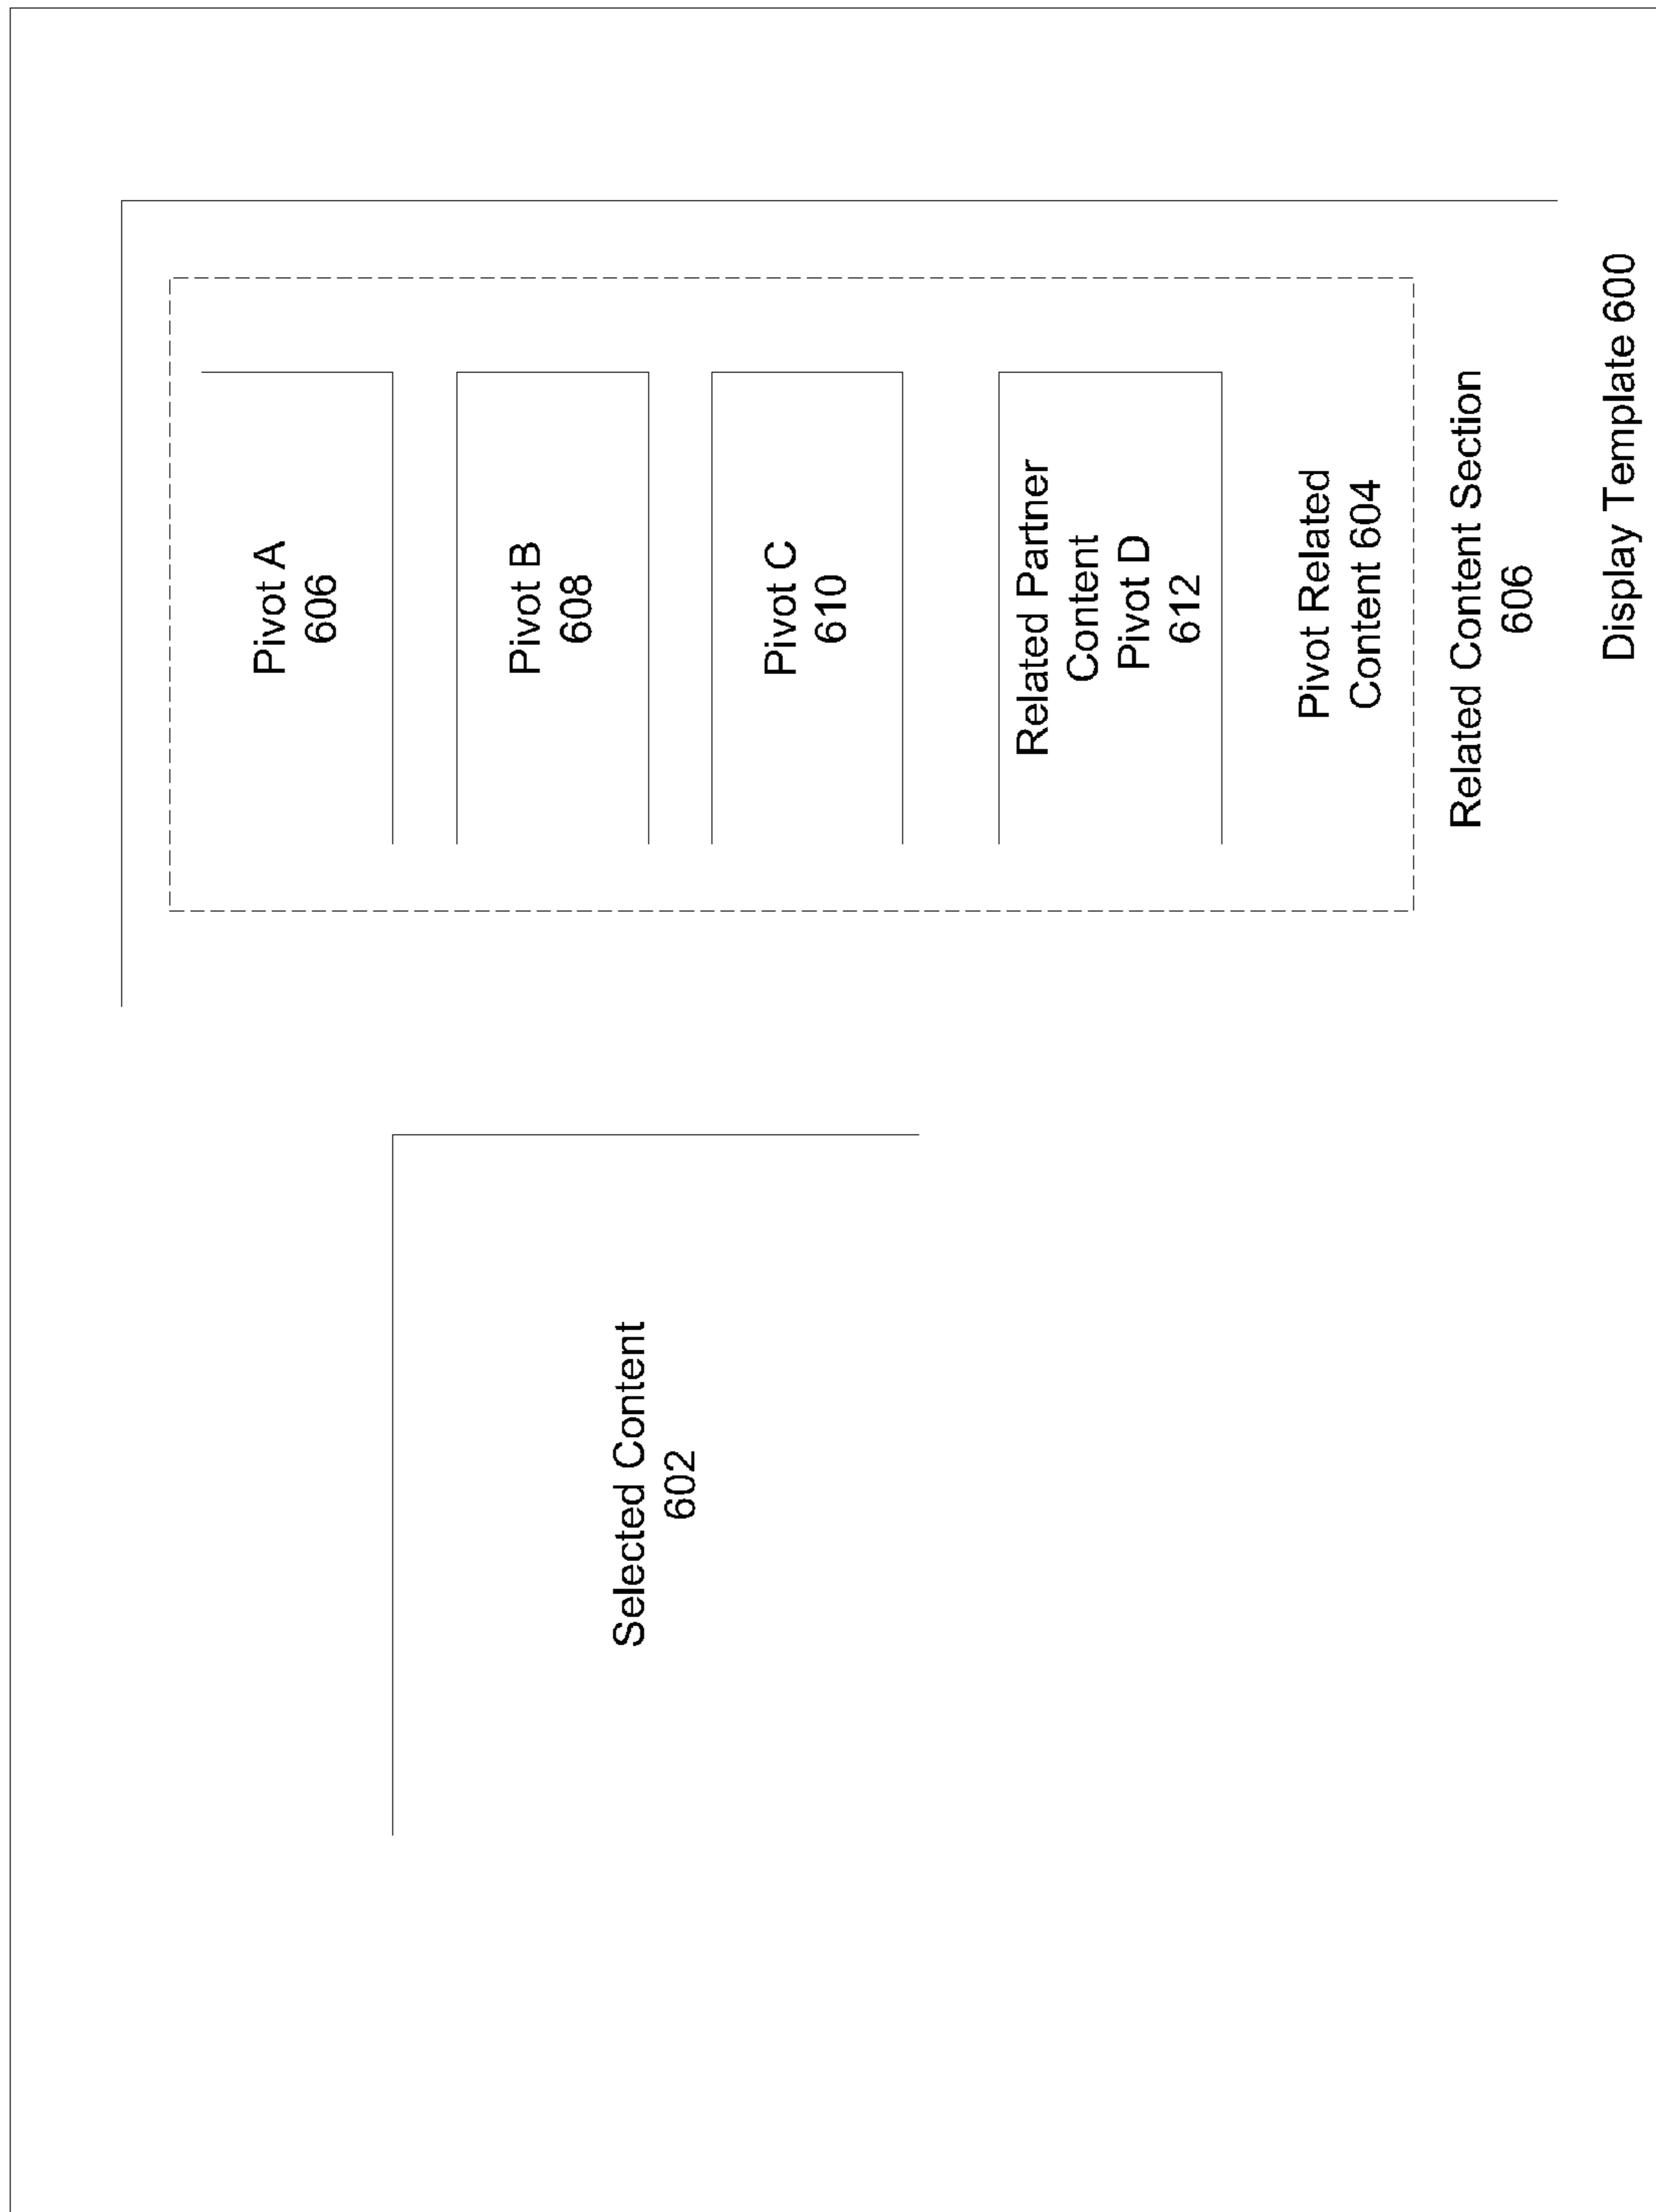 Selected Content
602
Pivot A
606
Pivot B
608
Pivot C
610
Related Partner
Content
Pivot D
612
Pivot Related
Content 604
Related Content Section
606
Display Template 600